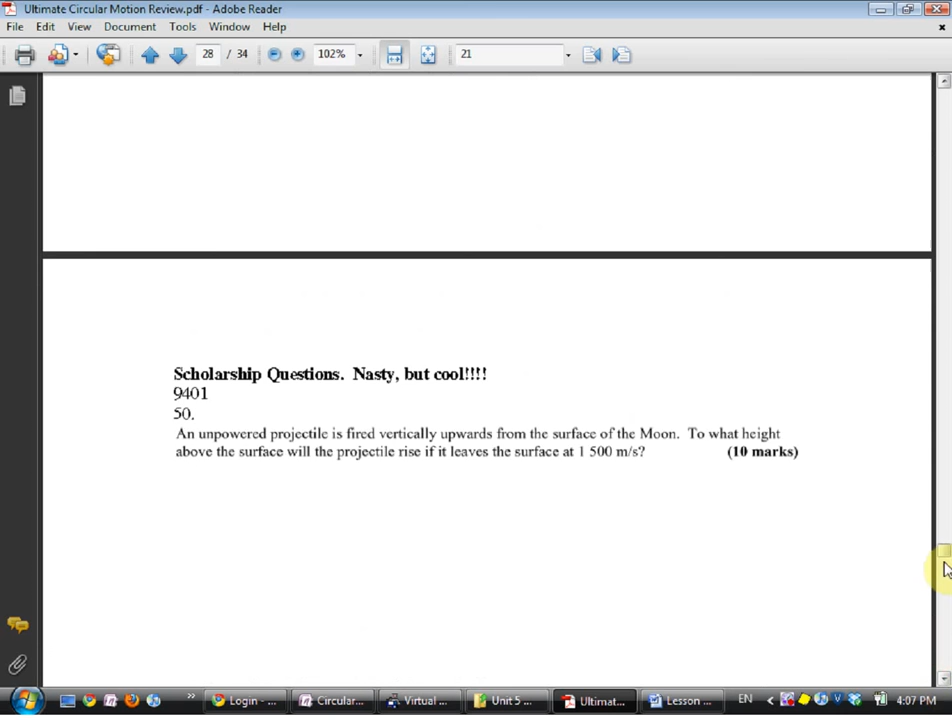 Ultimate Circular Motion Review.pdf - Adobe Reader
File Edit View Document Tools Window Help
28 / 34 102% 21
Scholarship Questions. Nasty, but cool!!!!
9401
50.
An unpowered projectile is fired vertically upwards from the surface of the Moon. To what height
above the surface will the projectile rise if it leaves the surface at 1 500 m/s? (10 marks)
Login - ... Circular... Virtual ... Unit 5 ... Ultimat... Lesson ... EN 4:07 PM